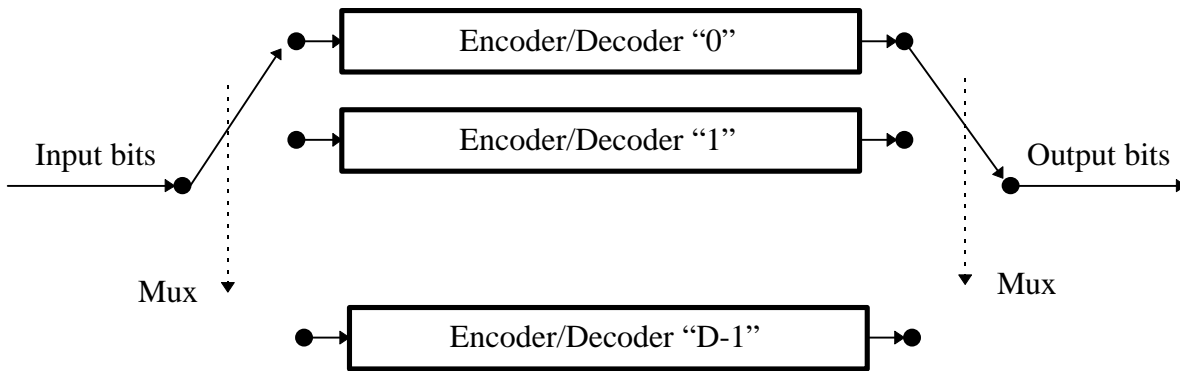 Encoder/Decoder “0”
Encoder/Decoder “1”
Input bits
Output bits
Mux
Mux
Encoder/Decoder “D-1”